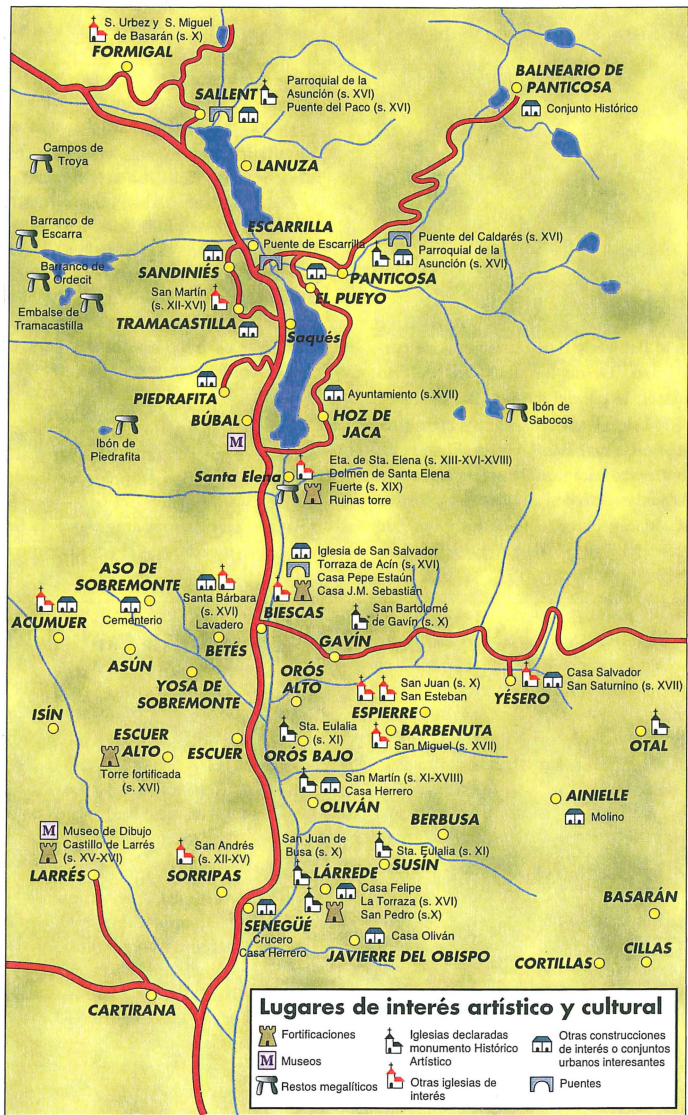 S. Urbez y S. Miguel
de Basarán (s. X)
FORMIGAL
SALLENT
Parroquial de la
Asunción (s. XVI)
Puente del Paco (s. XVI)
BALNEARIO DE
PANTICOSA
Conjunto Histórico
Campos de
Troya
LANUZA
Barranco de
Escarra
ESCARRILLA
Puente de Escarrilla
Puente del Caldarés (s. XVI)
Parroquial de la
Asunción (s. XVI)
Barranco de
Ordecit
SANDINIÉS
PANTICOSA
EL PUEYO
Embalse de
Tramacastilla
San Martín
(s. XII-XVI)
TRAMACASTILLA
Saqués
PIEDRAFITA
Ayuntamiento (s.XVII)
BÚBAL
HOZ DE
JACA
Ibón de
Sabocos
Ibón de
Piedrafita
M
Santa Elena
Eta. de Sta. Elena (s. XIII-XVI-XVIII)
Dolmen de Santa Elena
Fuerte (s. XIX)
Ruinas torre
Iglesia de San Salvador
Torraza de Acín (s. XVI)
Casa Pepe Estaún
Casa J.M. Sebastián
ASO DE
SOBREMONTE
Cementerio
Santa Bárbara
(s. XVI)
Lavadero
BETÉS
BIESCAS
San Bartolomé
de Gavín (s. X)
ACUMUER
GAVÍN
ASÚN
YOSA DE
SOBREMONTE
ORÓS
ALTO
San Juan (s. X)
San Esteban
ESPIERRE
YÉSERO
Casa Salvador
San Saturnino (s. XVII)
ISÍN
ESCUER
ALTO
Torre fortificada
(s. XVI)
ESCUER
Sta. Eulalia
(s. XI)
ORÓS BAJO
BARBENUTA
San Miguel (s. XVII)
OTAL
San Martín (s. XI-XVIII)
Casa Herrero
OLIVÁN
AINIELLE
Molino
M
Museo de Dibujo
Castillo de Larrés
(s. XV-XVI)
LARRÉS
San Andrés
(s. XII-XV)
SORRIPAS
San Juan de
Busa (s. X)
BERBUSA
Sta. Eulalia (s. XI)
SUSÍN
LÁRREDE
Casa Felipe
La Torraza (s. XVI)
San Pedro (s.X)
SENEGÜÉ
Crucero
Casa Herrero
Casa Oliván
JAVIERRE DEL OBISPO
BASARÁN
CORTILLAS
CILLAS
CARTIRANA
Lugares de interés artístico y cultural
Fortificaciones
M
Museos
Restos megalíticos
Iglesias declaradas
monumento Histórico
Artístico
Otras iglesias de
interés
Otras construcciones
de interés o conjuntos
urbanos interesantes
Puentes